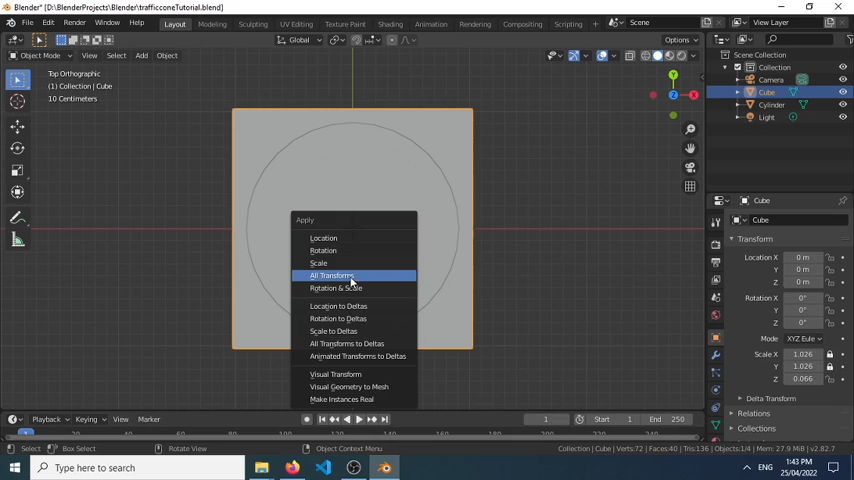 Blender* [D:\BlenderProjects\Blender\trafficconeTutorial.blend]
File Edit Render Window Help Layout Modeling Sculpting UV Editing Texture Paint Shading Animation Rendering Compositing Scripting Scene View Layer
Global Options
Object Mode View Select Add Object
Top Orthographic
(1) Collection | Cube
10 Centimeters
Y
Z
X
Scene Collection
Collection
Camera
Cube
Cylinder
Light
Apply
Location
Rotation
Scale
All Transforms
Rotation & Scale
Location to Deltas
Rotation to Deltas
Scale to Deltas
All Transforms to Deltas
Animated Transforms to Deltas
Visual Transform
Visual Geometry to Mesh
Make Instances Real
Cube
Cube
Transform
Location X 0 m
Y 0 m
Z 0 m
Rotation X 0°
Y 0°
Z 0°
Mode XYZ Eule
Scale X 1.026
Y 1.026
Z 0.066
Delta Transform
Relations
Collections
Playback Keying View Marker 1 Start 1 End 250
Select Box Select Rotate View Object Context Menu Collection | Cube | Verts:72 | Faces:40 | Tris:136 | Objects:1/4 | Mem: 27.9 MiB | v2.82.7
Type here to search
ENG
1:43 PM
25/04/2022